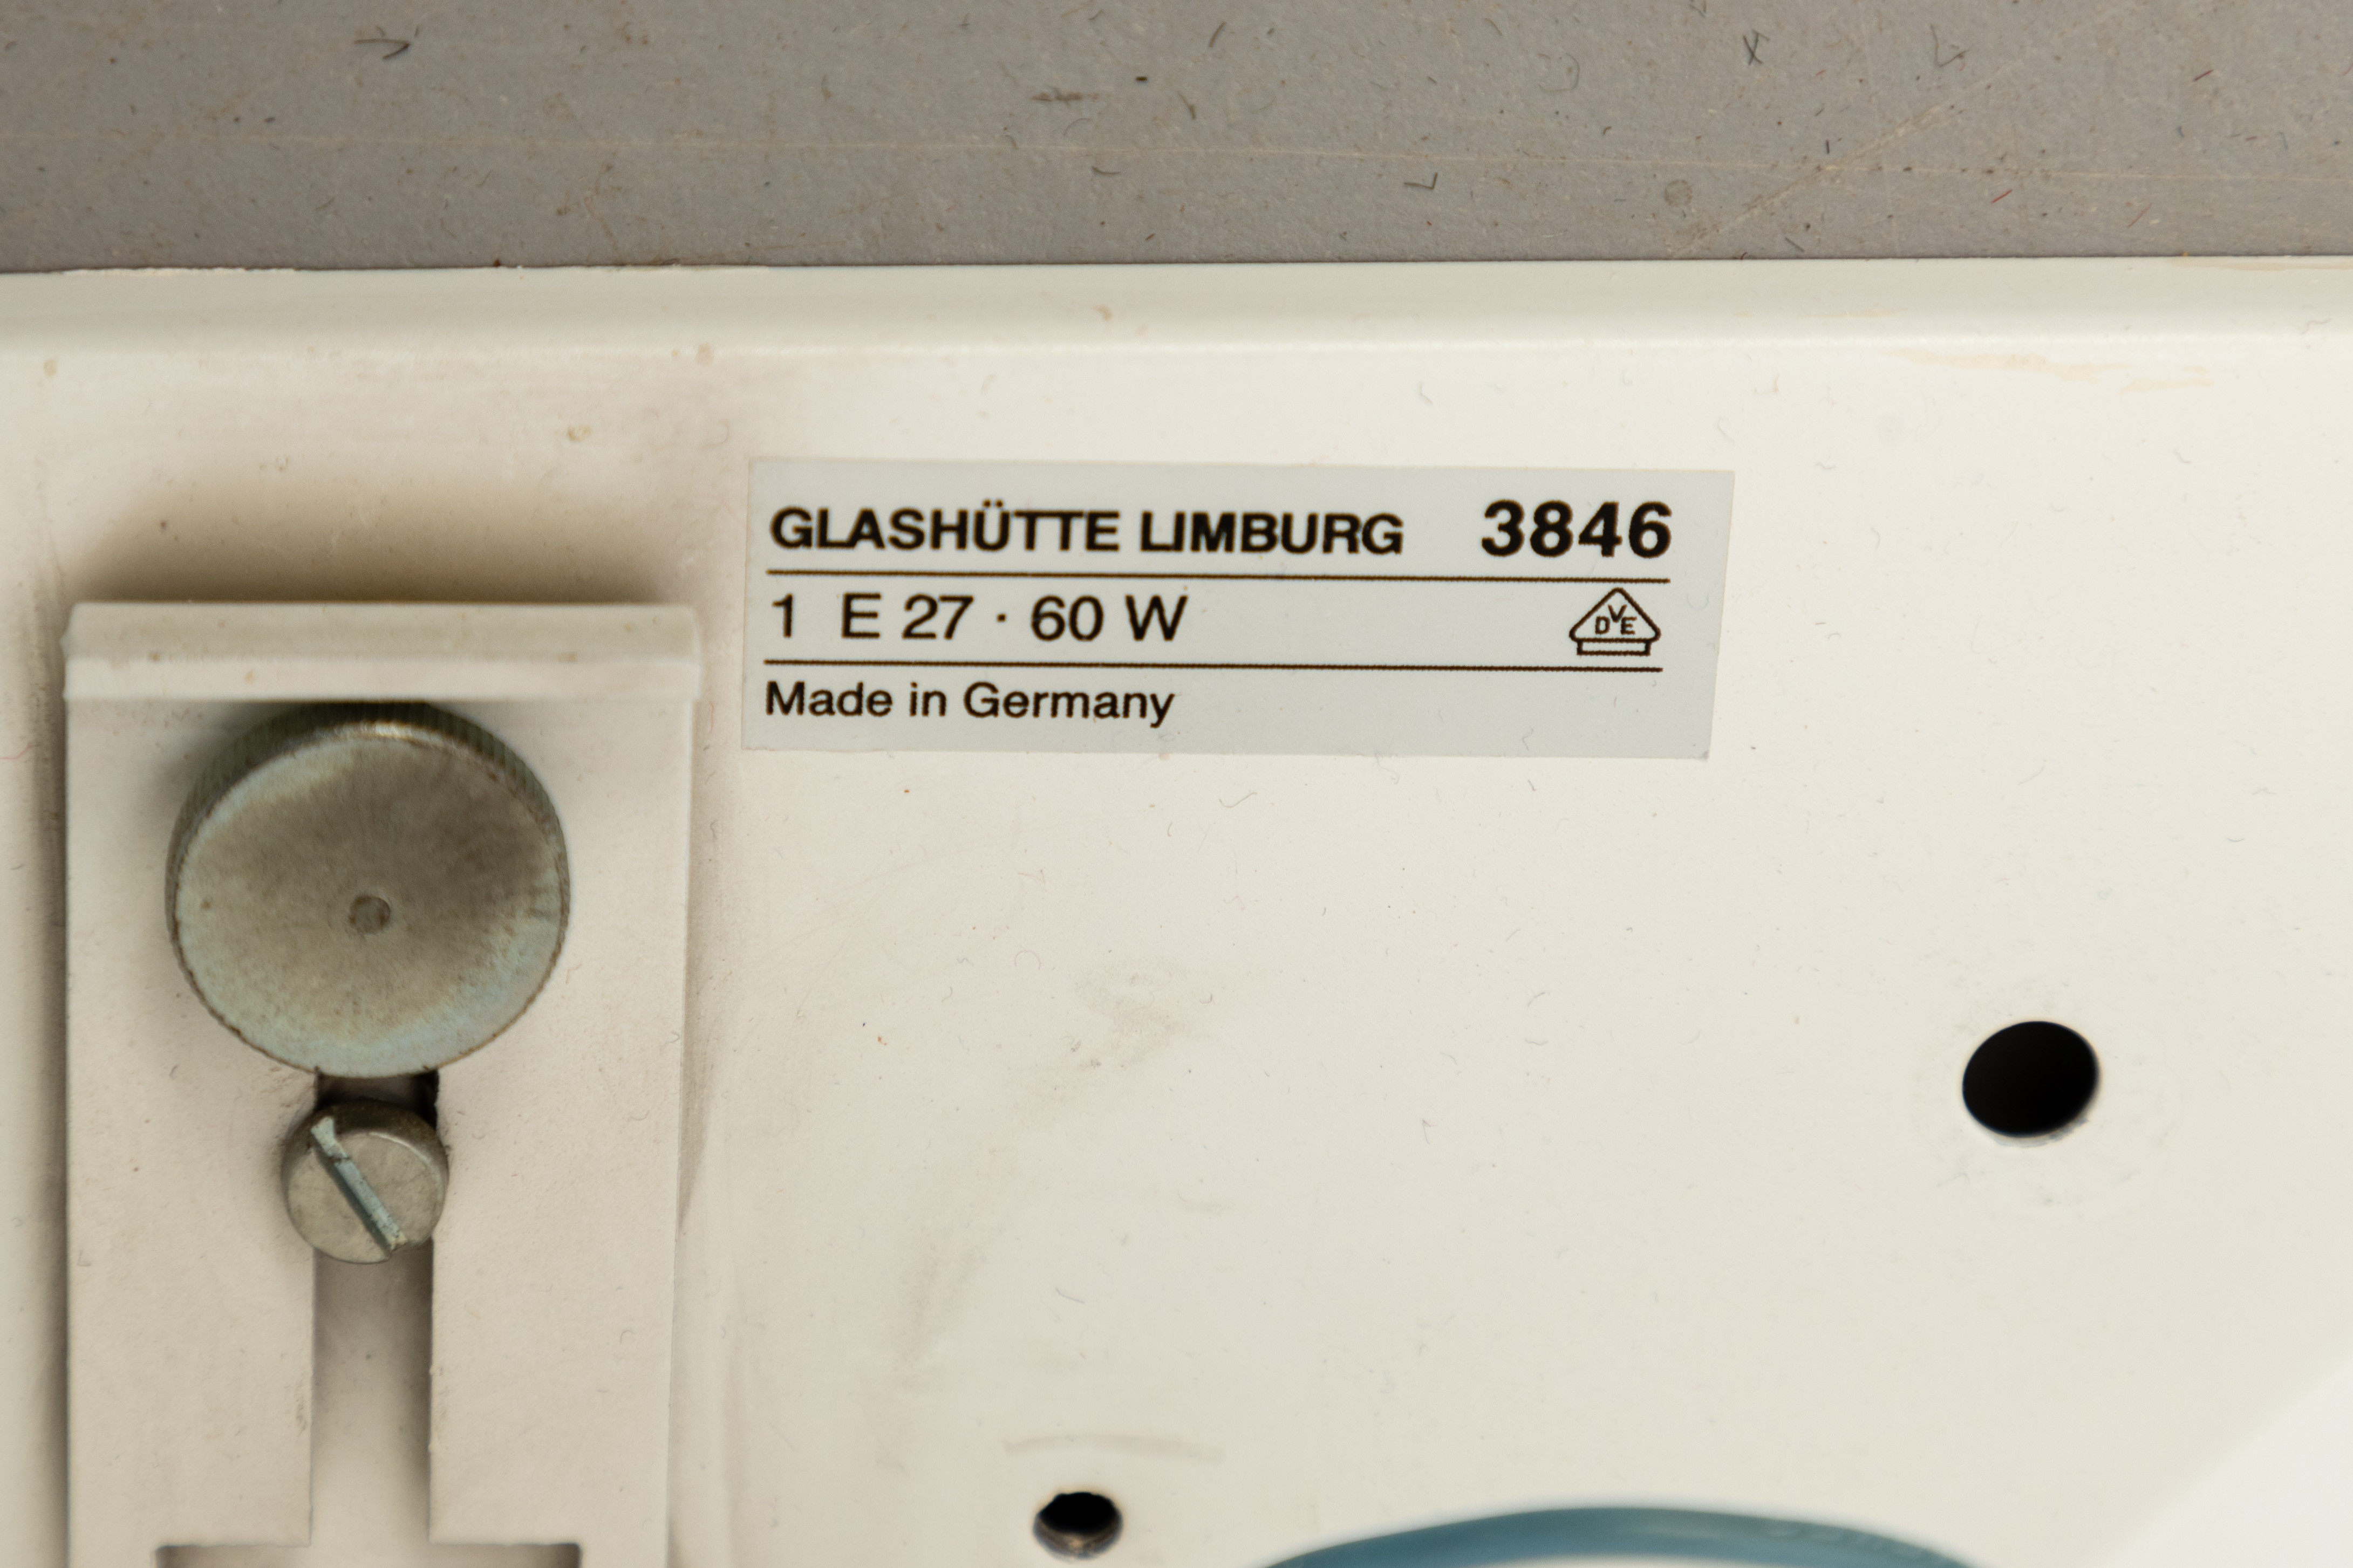 GLASHÜTTE LIMBURG 3846
1 E 27 · 60 W
DVE
Made in Germany